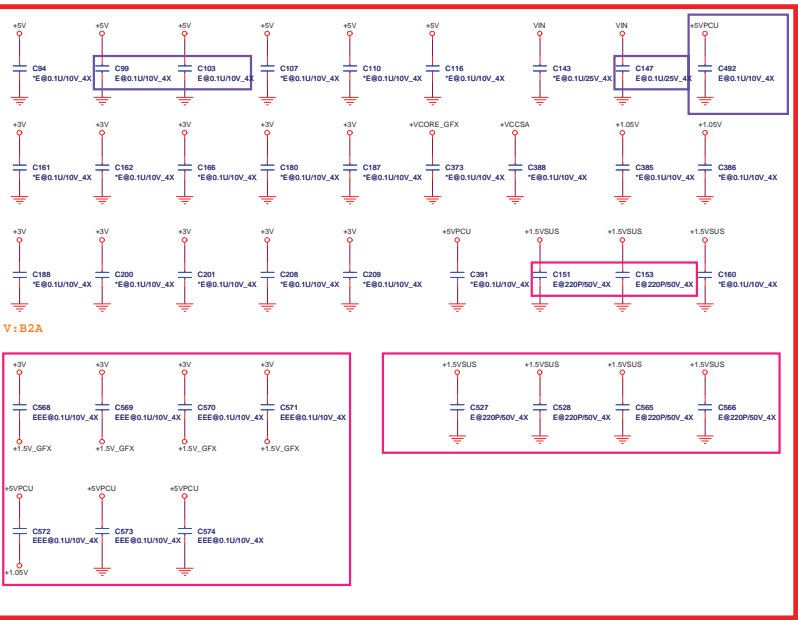 +5V +5V +5V +5V +5V +5V VIN VIN +5VPCU
C94 C99 C103 C107 C110 C116 C143 C147 C492
*E@0.1U/10V_4X E@0.1U/10V_4X E@0.1U/10V_4X *E@0.1U/10V_4X *E@0.1U/10V_4X *E@0.1U/10V_4X *E@0.1U/25V_4X E@0.1U/25V_4X E@0.1U/10V_4X
+3V +3V +3V +3V +3V +VCORE_GFX +VCCSA +1.05V +1.05V
C161 C162 C166 C180 C187 C373 C388 C385 C386
*E@0.1U/10V_4X *E@0.1U/10V_4X *E@0.1U/10V_4X *E@0.1U/10V_4X *E@0.1U/10V_4X *E@0.1U/10V_4X *E@0.1U/10V_4X *E@0.1U/10V_4X *E@0.1U/10V_4X
+3V +3V +3V +3V +3V +5VPCU +1.5VSUS +1.5VSUS +1.5VSUS
C188 C200 C201 C208 C209 C391 C151 C153 C160
*E@0.1U/10V_4X *E@0.1U/10V_4X *E@0.1U/10V_4X *E@0.1U/10V_4X *E@0.1U/10V_4X *E@0.1U/10V_4X E@220P/50V_4X E@220P/50V_4X *E@0.1U/10V_4X
V:B2A
+3V +3V +3V +3V +1.5VSUS +1.5VSUS +1.5VSUS +1.5VSUS
C568 C569 C570 C571 C527 C528 C565 C566
EEE@0.1U/10V_4X EEE@0.1U/10V_4X EEE@0.1U/10V_4X EEE@0.1U/10V_4X E@220P/50V_4X E@220P/50V_4X E@220P/50V_4X E@220P/50V_4X
+1.5V_GFX +1.5V_GFX +1.5V_GFX +1.5V_GFX
+5VPCU +5VPCU +5VPCU
C572 C573 C574
EEE@0.1U/10V_4X EEE@0.1U/10V_4X EEE@0.1U/10V_4X
+1.05V